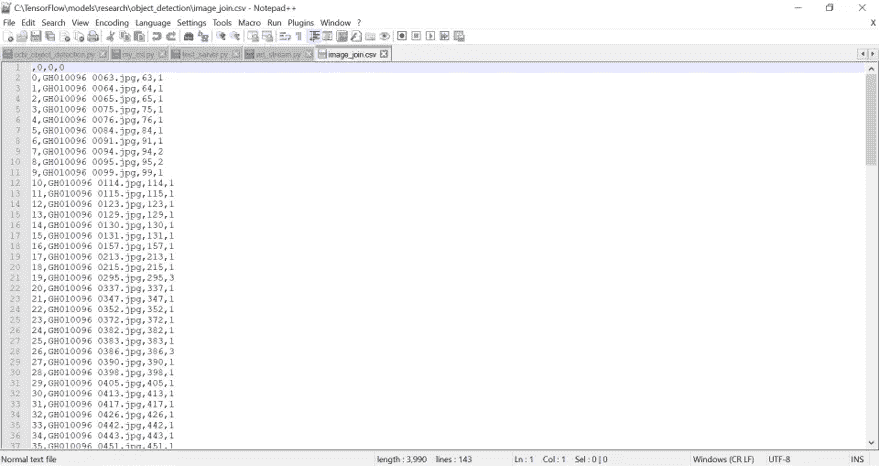 C:\TensorFlow\models\research\object_detection\image_join.csv - Notepad++
File Edit Search View Encoding Language Settings Tools Macro Run Plugins Window ? X
image_join.csv
1 ,0,0,0
2 0,GH010096 0063.jpg,63,1
3 1,GH010096 0064.jpg,64,1
4 2,GH010096 0065.jpg,65,1
5 3,GH010096 0075.jpg,75,1
6 4,GH010096 0076.jpg,76,1
7 5,GH010096 0084.jpg,84,1
8 6,GH010096 0091.jpg,91,1
9 7,GH010096 0094.jpg,94,2
10 8,GH010096 0095.jpg,95,2
11 9,GH010096 0099.jpg,99,1
12 10,GH010096 0114.jpg,114,1
13 11,GH010096 0115.jpg,115,1
14 12,GH010096 0123.jpg,123,1
15 13,GH010096 0129.jpg,129,1
16 14,GH010096 0130.jpg,130,1
17 15,GH010096 0131.jpg,131,1
18 16,GH010096 0157.jpg,157,1
19 17,GH010096 0213.jpg,213,1
20 18,GH010096 0215.jpg,215,1
21 19,GH010096 0295.jpg,295,3
22 20,GH010096 0337.jpg,337,1
23 21,GH010096 0347.jpg,347,1
24 22,GH010096 0352.jpg,352,1
25 23,GH010096 0372.jpg,372,1
26 24,GH010096 0382.jpg,382,1
27 25,GH010096 0383.jpg,383,1
28 26,GH010096 0386.jpg,386,3
29 27,GH010096 0390.jpg,390,1
30 28,GH010096 0398.jpg,398,1
31 29,GH010096 0405.jpg,405,1
32 30,GH010096 0413.jpg,413,1
33 31,GH010096 0417.jpg,417,1
34 32,GH010096 0426.jpg,426,1
35 33,GH010096 0442.jpg,442,1
36 34,GH010096 0443.jpg,443,1
37 35,GH010096 0451.jpg,451,1
Normal text file length : 3,990 lines : 143 Ln : 1 Col : 1 Sel : 0 | 0 Windows (CR LF) UTF-8 INS